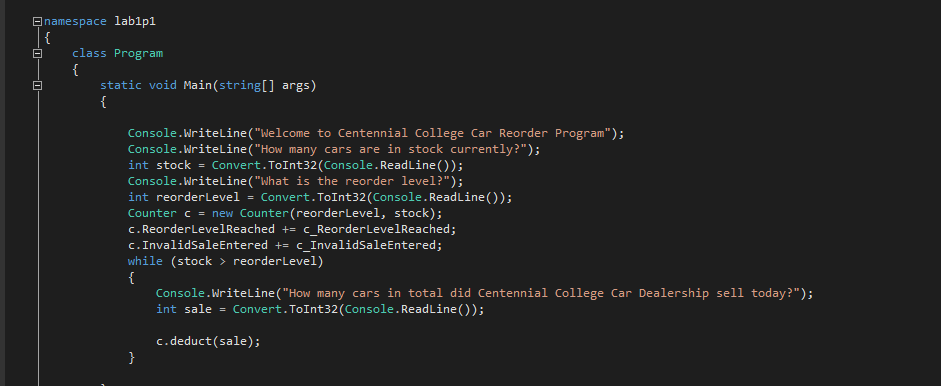 namespace lab1p1
{
class Program
{
static void Main(string[] args)
{
Console.WriteLine("Welcome to Centennial College Car Reorder Program");
Console.WriteLine("How many cars are in stock currently?");
int stock = Convert.ToInt32(Console.ReadLine());
Console.WriteLine("What is the reorder level?");
int reorderLevel = Convert.ToInt32(Console.ReadLine());
Counter c = new Counter(reorderLevel, stock);
c.ReorderLevelReached += c_ReorderLevelReached;
c.InvalidSaleEntered += c_InvalidSaleEntered;
while (stock > reorderLevel)
{
Console.WriteLine("How many cars in total did Centennial College Car Dealership sell today?");
int sale = Convert.ToInt32(Console.ReadLine());
c.deduct(sale);
}